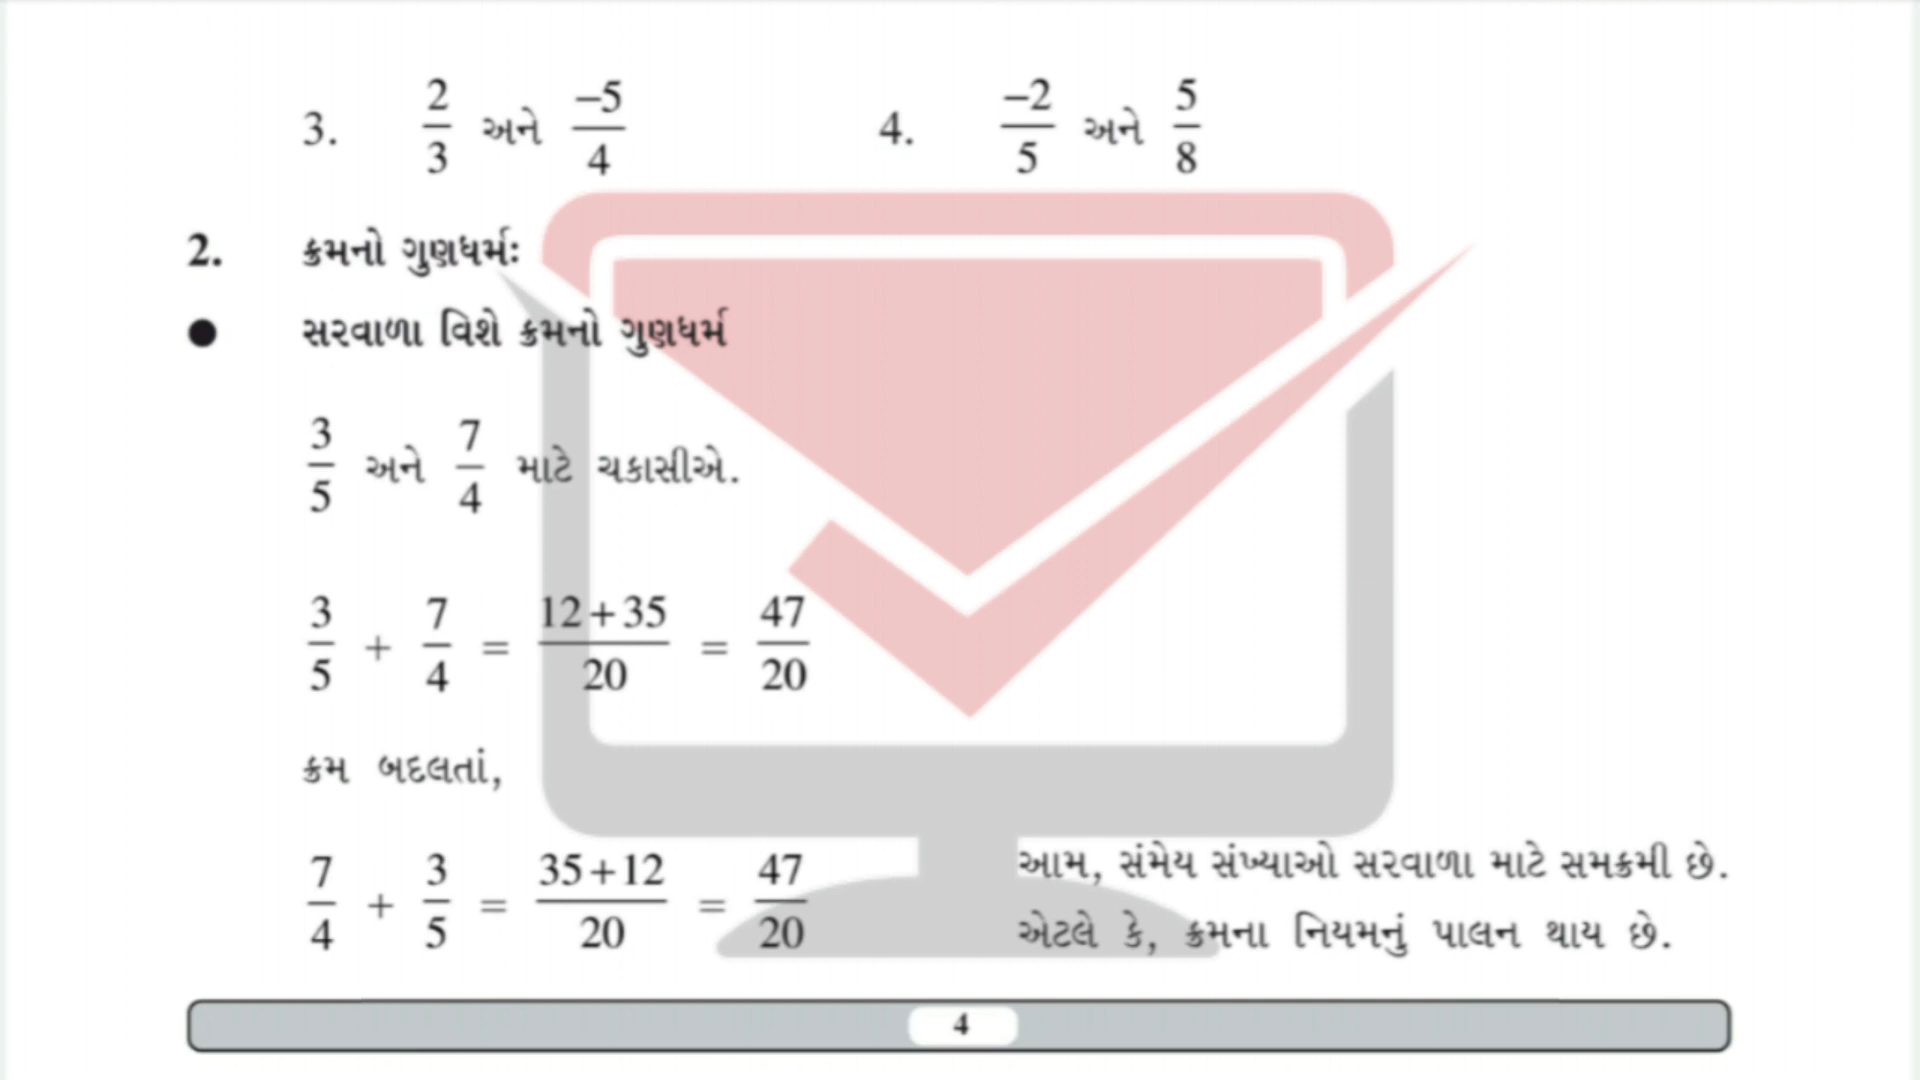 3. 2/3 અને −5/4 4. −2/5 અને 5/8
2. ક્રમનો ગુણધર્મઃ
● સરવાળા વિશે ક્રમનો ગુણધર્મ
3/5 અને 7/4 માટે ચકાસીએ.
3/5 + 7/4 = 12+35/20 = 47/20
ક્રમ બદલતાં,
7/4 + 3/5 = 35+12/20 = 47/20
આમ, સંમેય સંખ્યાઓ સરવાળા માટે સમક્રમી છે.
એટલે કે, ક્રમના નિયમનું પાલન થાય છે.
4